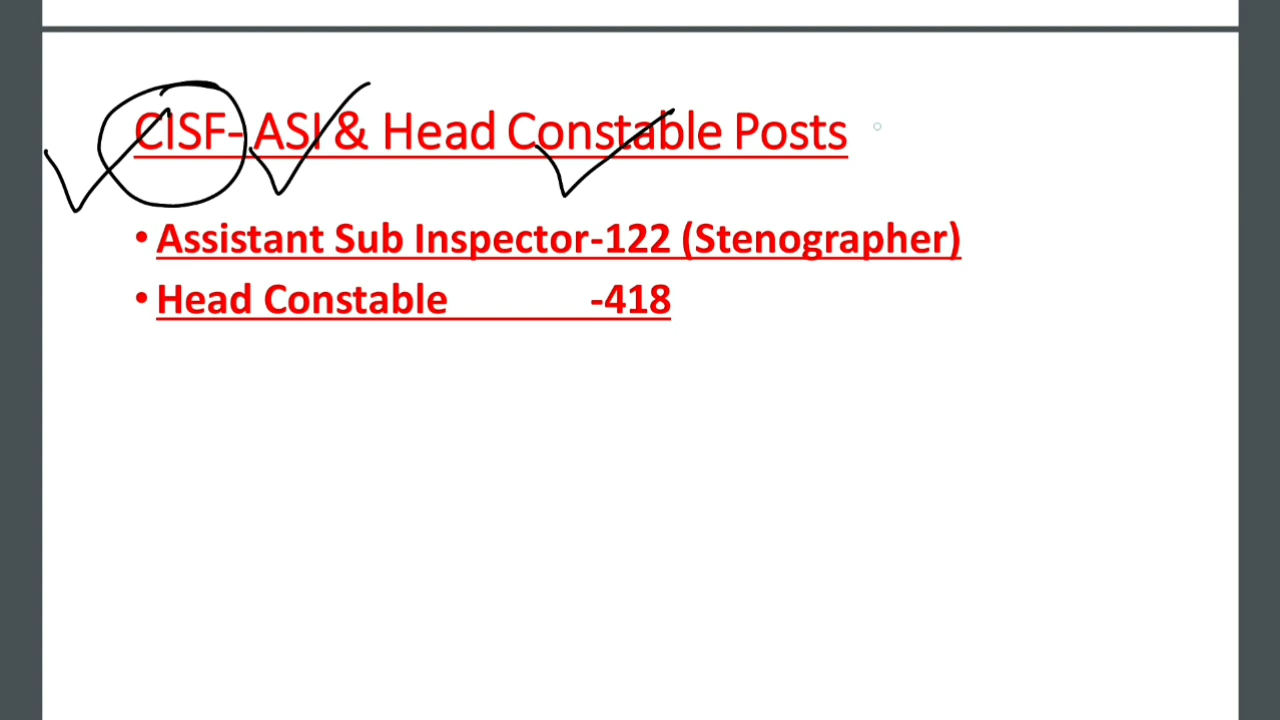 CISF- ASI & Head Constable Posts
• Assistant Sub Inspector-122 (Stenographer)
• Head Constable -418